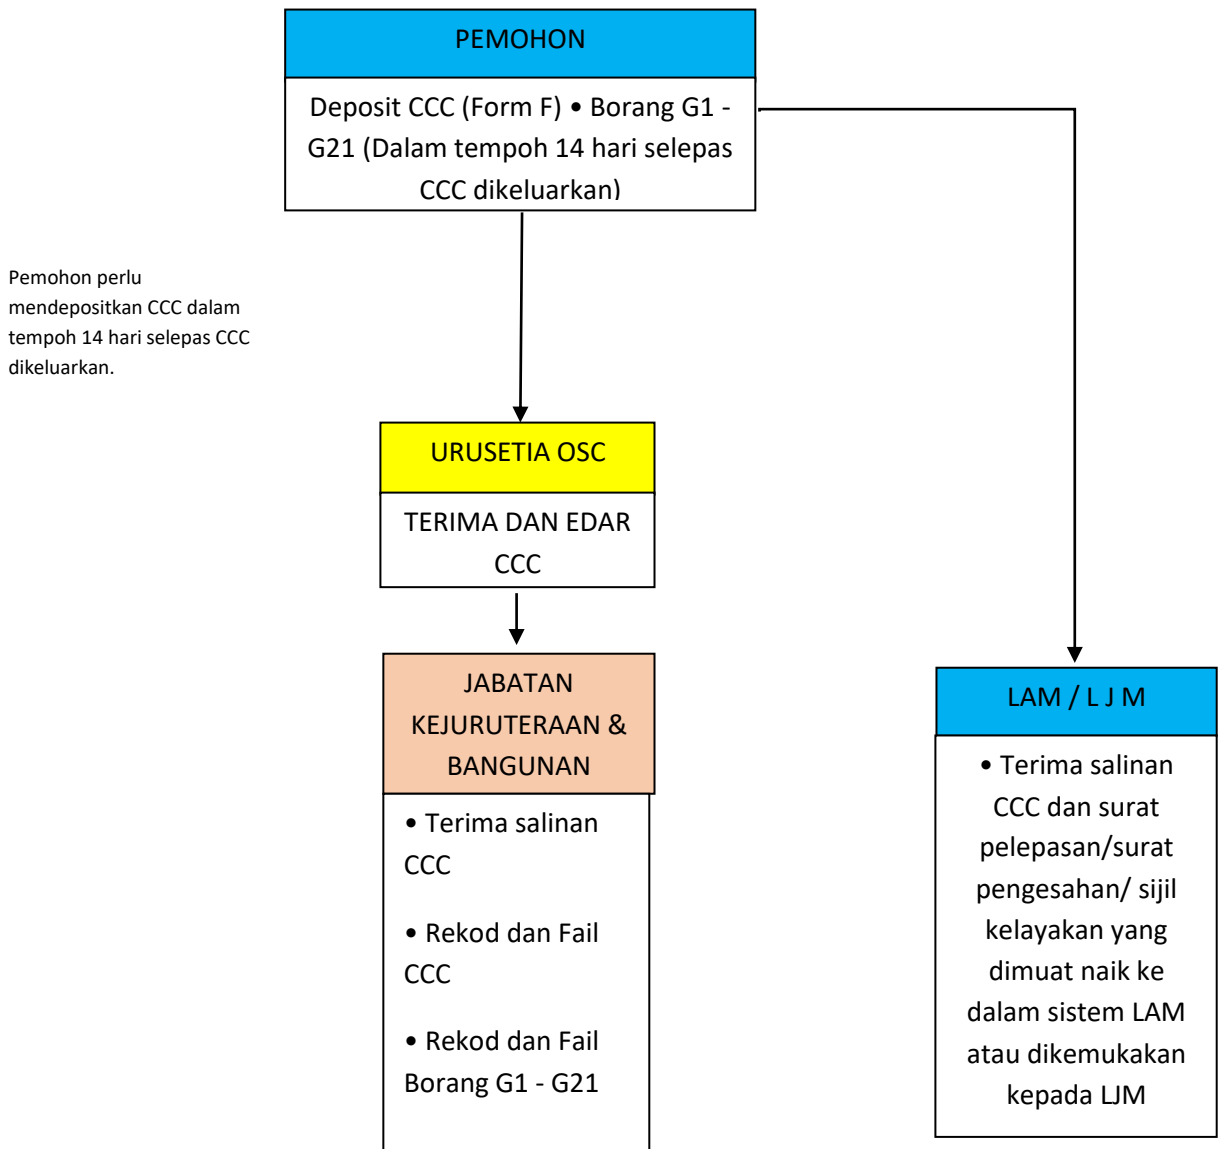 PEMOHON
Deposit CCC (Form F) • Borang G1 -
G21 (Dalam tempoh 14 hari selepas
CCC dikeluarkan)
Pemohon perlu
mendepositkan CCC dalam
tempoh 14 hari selepas CCC
dikeluarkan.
URUSETIA OSC
TERIMA DAN EDAR
CCC
JABATAN
KEJURUTERAAN &
BANGUNAN
• Terima salinan
CCC
• Rekod dan Fail
CCC
• Rekod dan Fail
Borang G1 - G21
LAM / L J M
• Terima salinan
CCC dan surat
pelepasan/surat
pengesahan/ sijil
kelayakan yang
dimuat naik ke
dalam sistem LAM
atau dikemukakan
kepada LJM